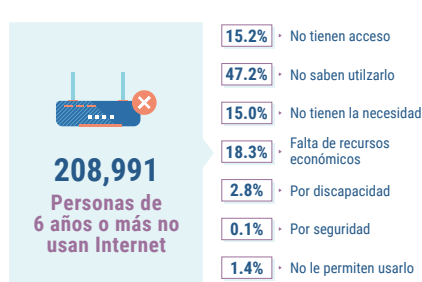 208,991
Personas de
6 años o más no
usan Internet
15.2% No tienen acceso
47.2% No saben utilzarlo
15.0% No tienen la necesidad
18.3% Falta de recursos
económicos
2.8% Por discapacidad
0.1% Por seguridad
1.4% No le permiten usarlo